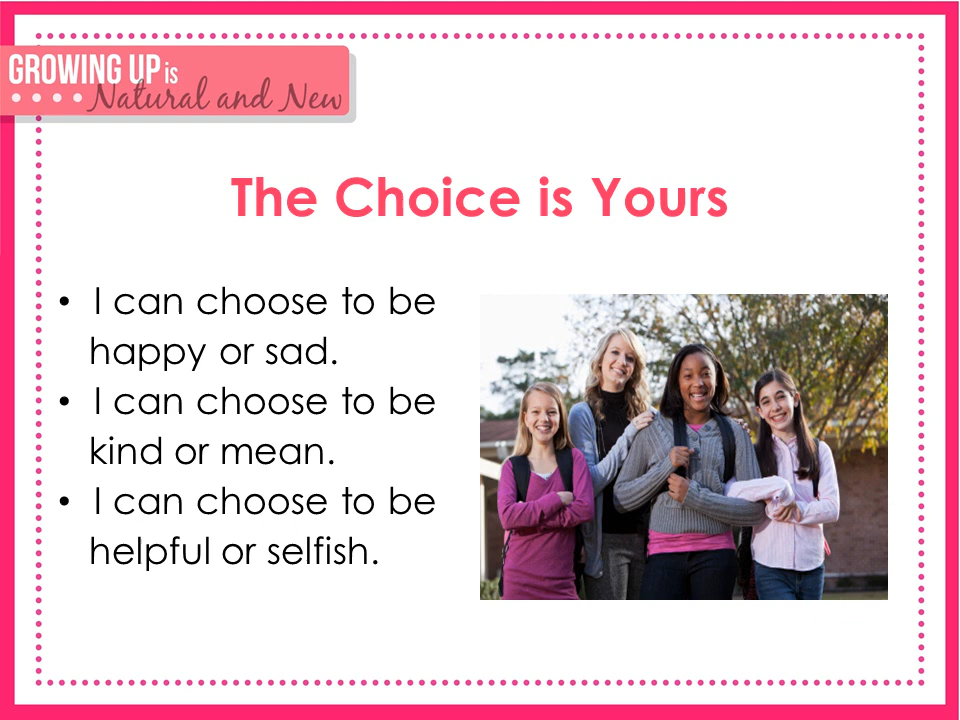 GROWING UP is
Natural and New
The Choice is Yours
• I can choose to be
happy or sad.
• I can choose to be
kind or mean.
• I can choose to be
helpful or selfish.